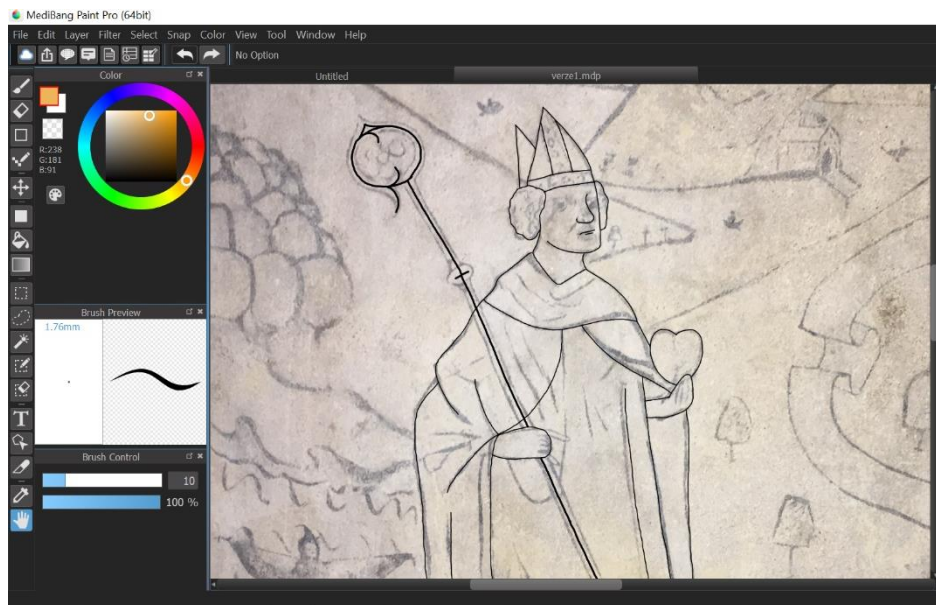 MediBang Paint Pro (64bit)
File Edit Layer Filter Select Snap Color View Tool Window Help
No Option
Color
Untitled
verze1.mdp
R:238
G:181
B:91
Brush Preview
1.76mm
T
Brush Control
10
100 %